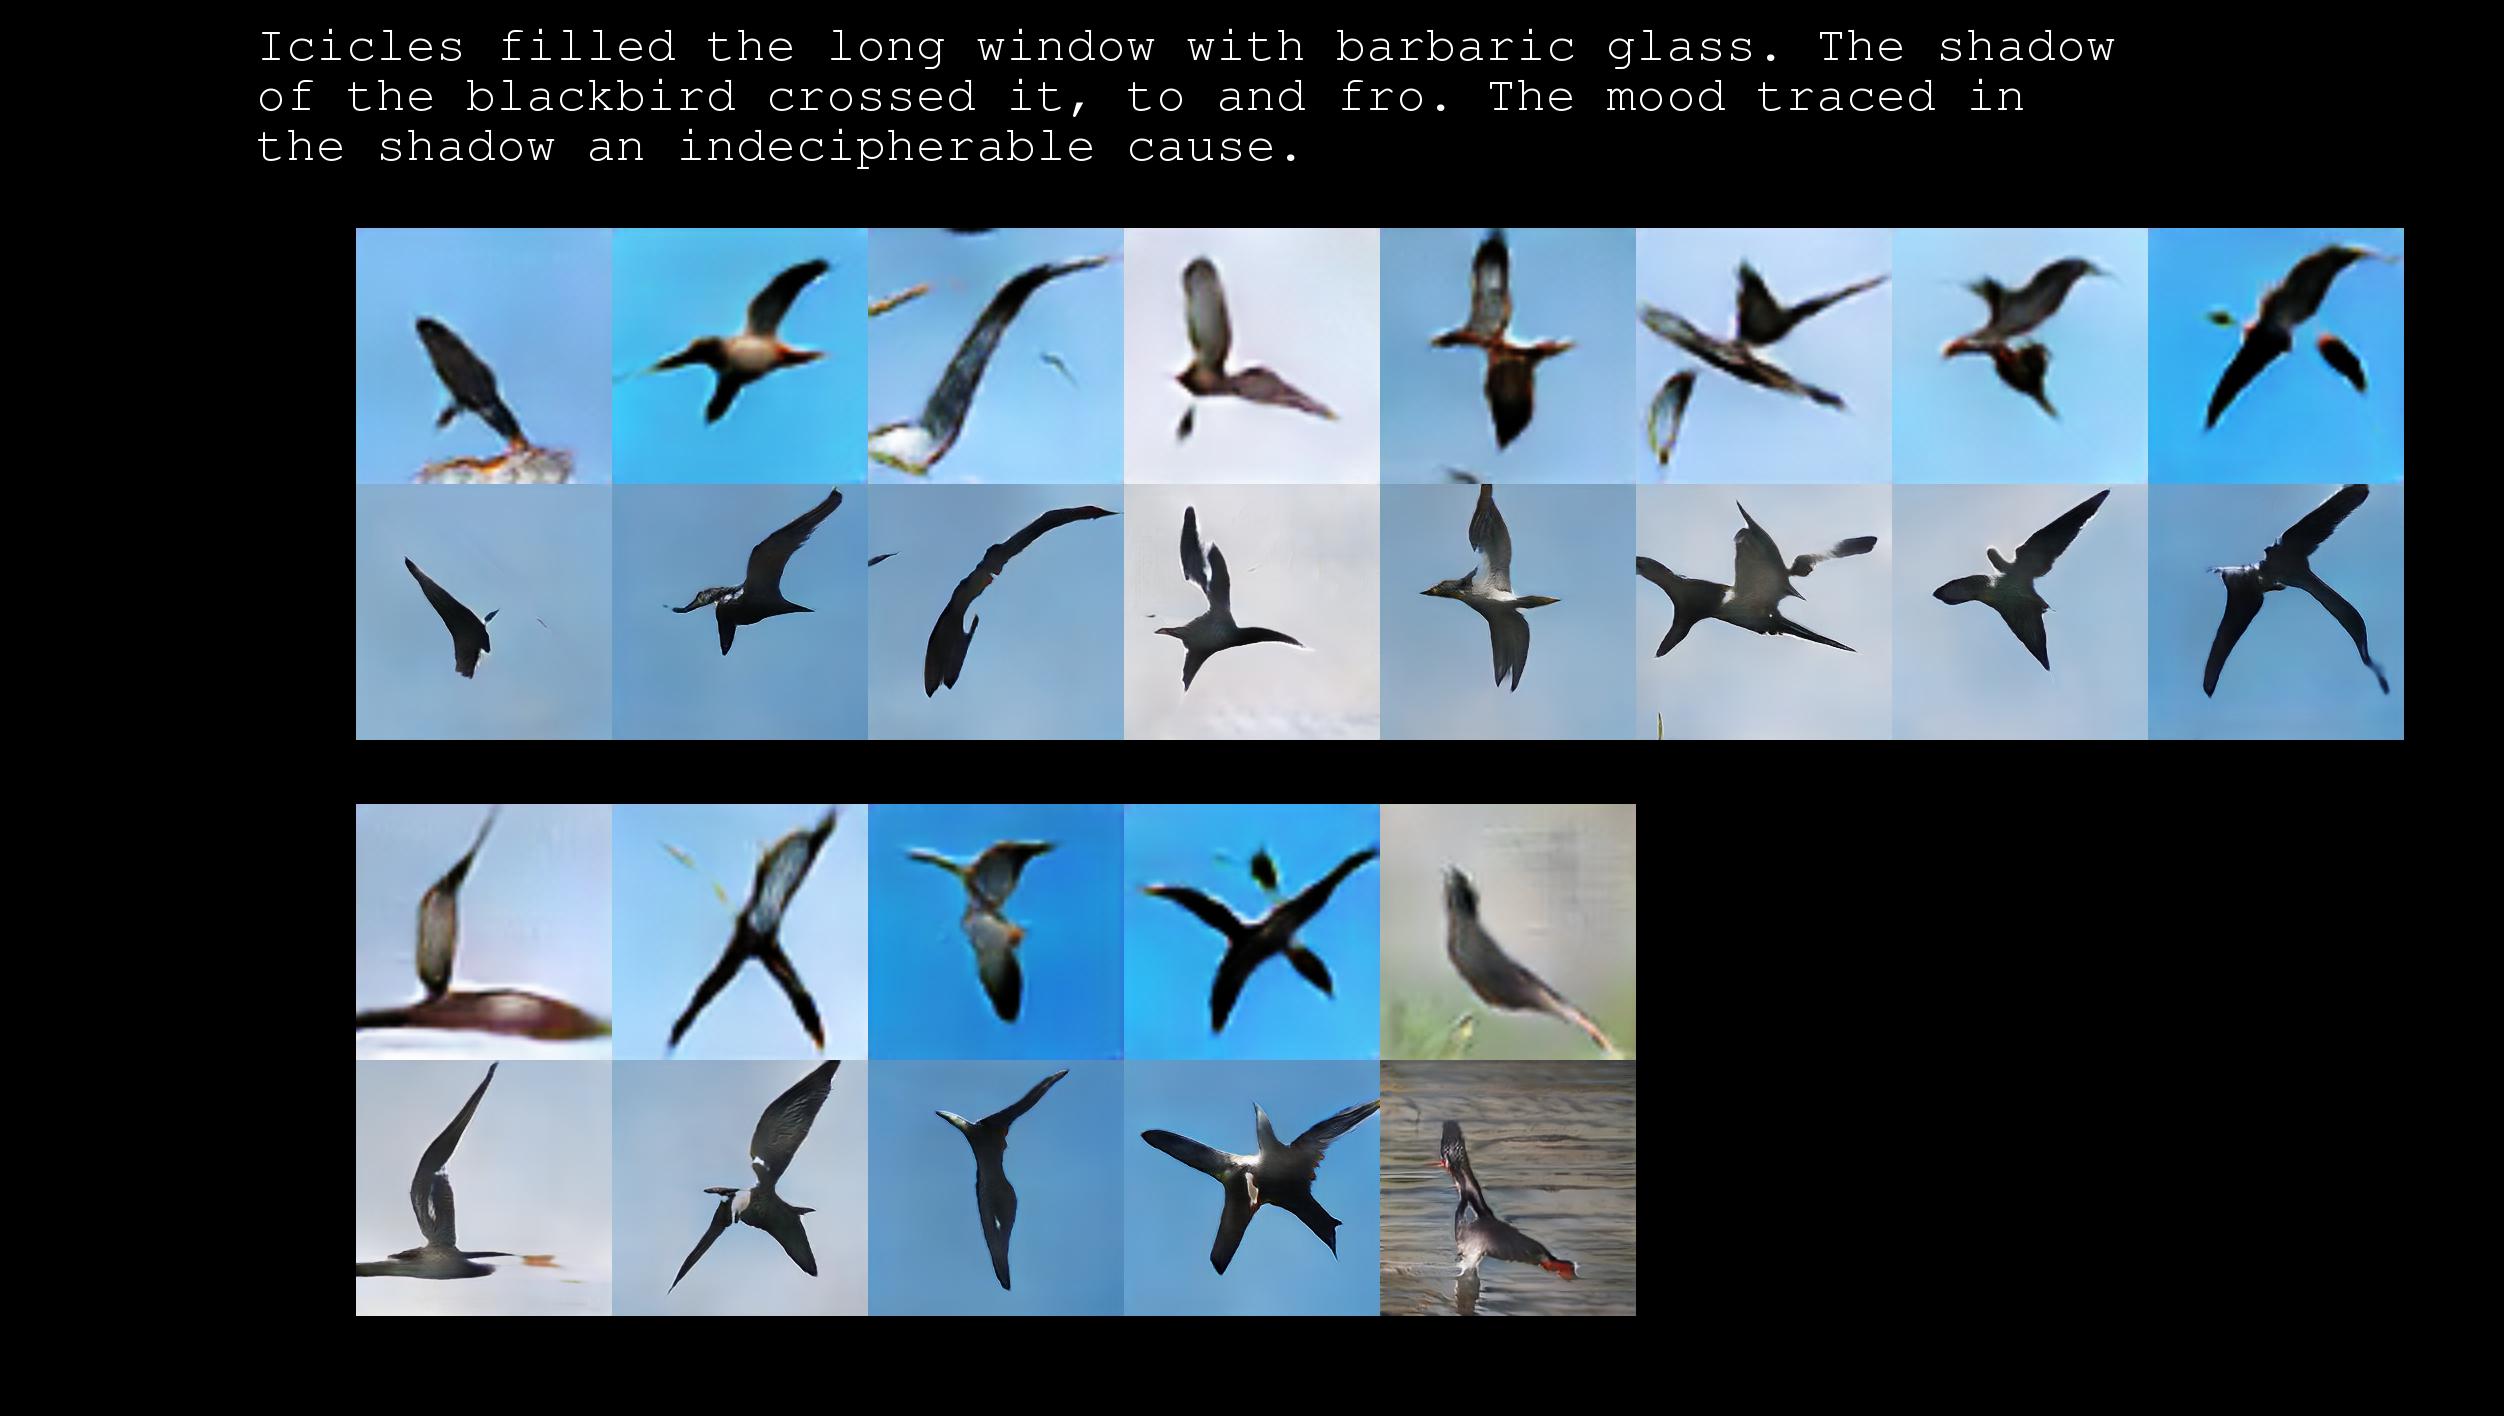 Icicles filled the long window with barbaric glass. The shadow
of the blackbird crossed it, to and fro. The mood traced in
the shadow an indecipherable cause.